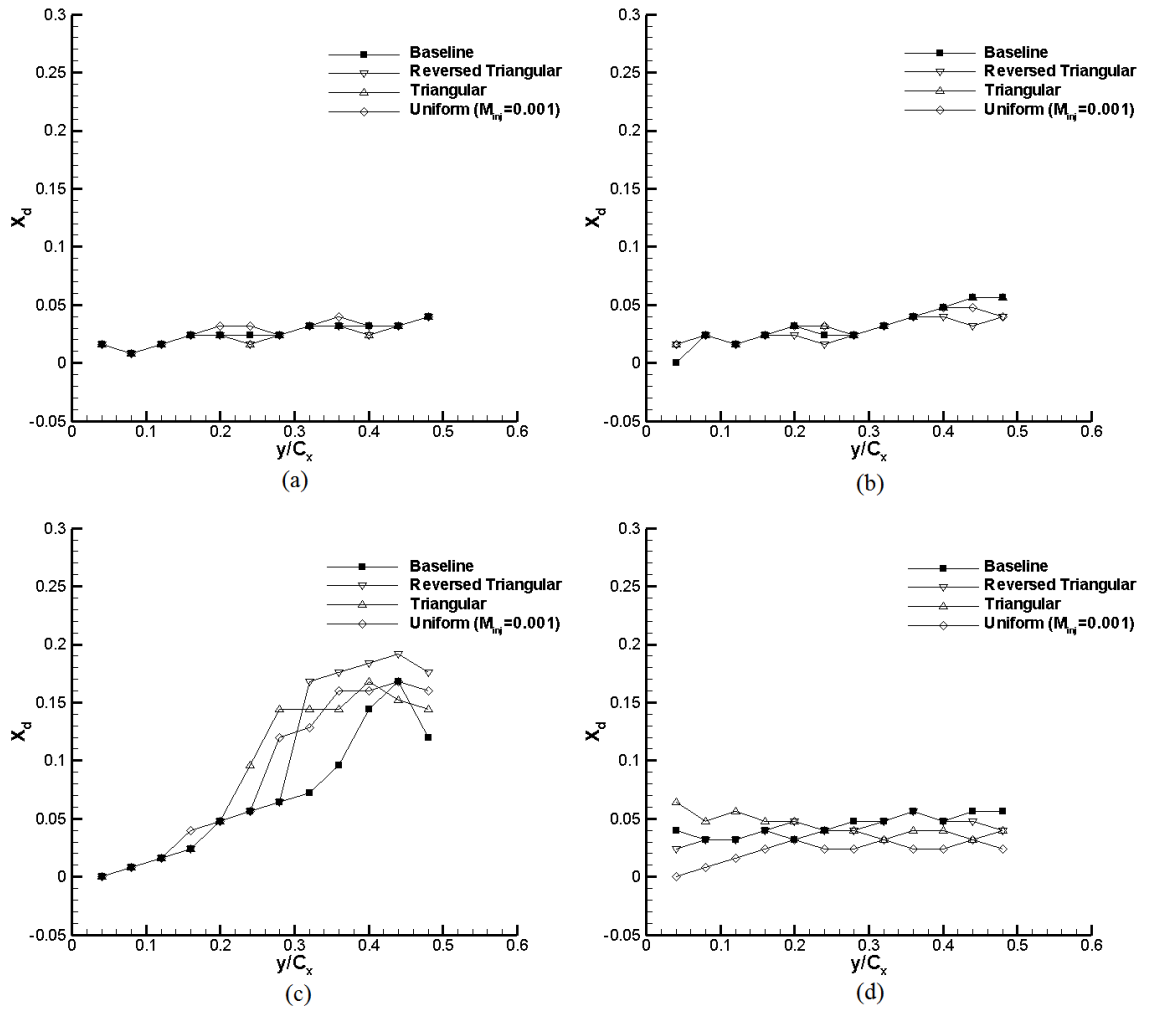 0.3
0.25
0.2
0.15
0.1
0.05
0
-0.05
X_d
0
0.1
0.2
0.3
0.4
0.5
0.6
y/C_x
Baseline
Reversed Triangular
Triangular
Uniform (M_inj=0.001)
(a)
0.3
0.25
0.2
0.15
0.1
0.05
0
-0.05
X_d
0
0.1
0.2
0.3
0.4
0.5
0.6
y/C_x
Baseline
Reversed Triangular
Triangular
Uniform (M_inj=0.001)
(b)
0.3
0.25
0.2
0.15
0.1
0.05
0
-0.05
X_d
0
0.1
0.2
0.3
0.4
0.5
0.6
y/C_x
Baseline
Reversed Triangular
Triangular
Uniform (M_inj=0.001)
(c)
0.3
0.25
0.2
0.15
0.1
0.05
0
-0.05
X_d
0
0.1
0.2
0.3
0.4
0.5
0.6
y/C_x
Baseline
Reversed Triangular
Triangular
Uniform (M_inj=0.001)
(d)